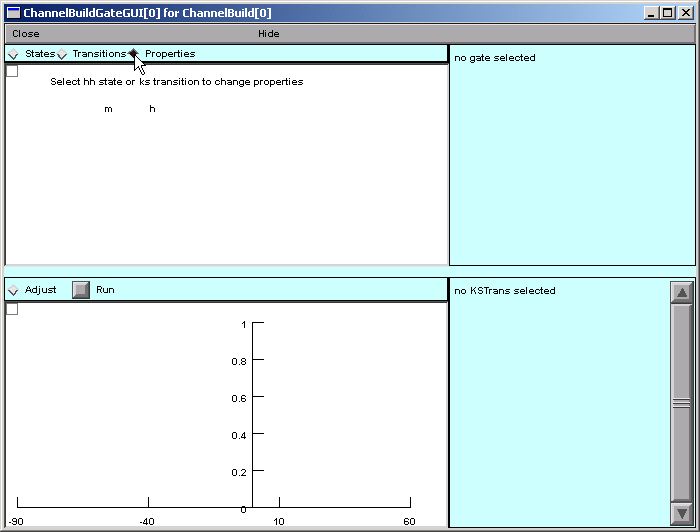 ChannelBuildGateGUI[0] for ChannelBuild[0]
Close Hide
States Transitions Properties
Select hh state or ks transition to change properties
m h
no gate selected
Adjust Run
1
0.8
0.6
0.4
0.2
0
-90 -40 10 60
no KSTrans selected